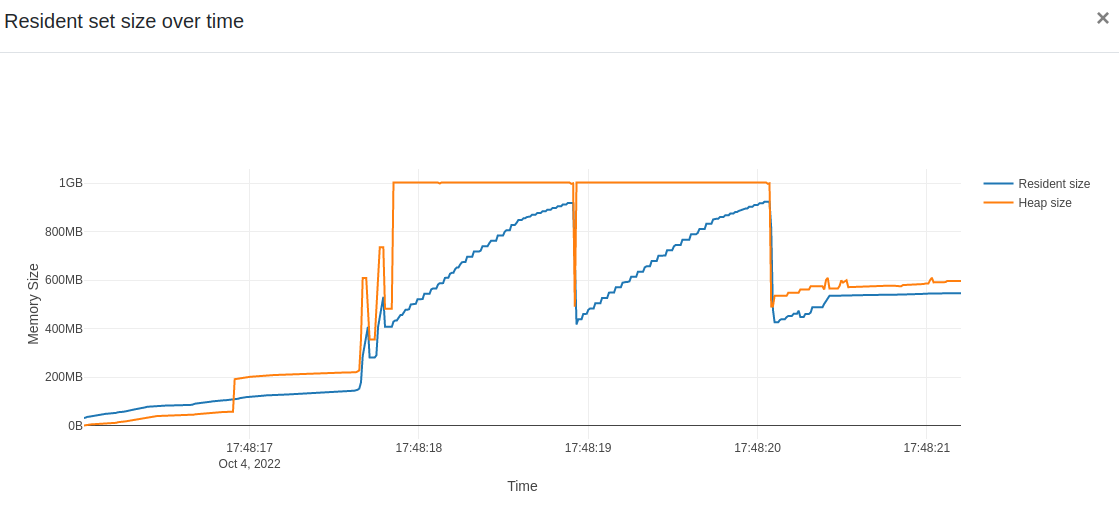 Resident set size over time
×
1GB
800MB
600MB
400MB
200MB
0B
Memory Size
17:48:17
Oct 4, 2022
17:48:18
17:48:19
17:48:20
17:48:21
Time
Resident size
Heap size